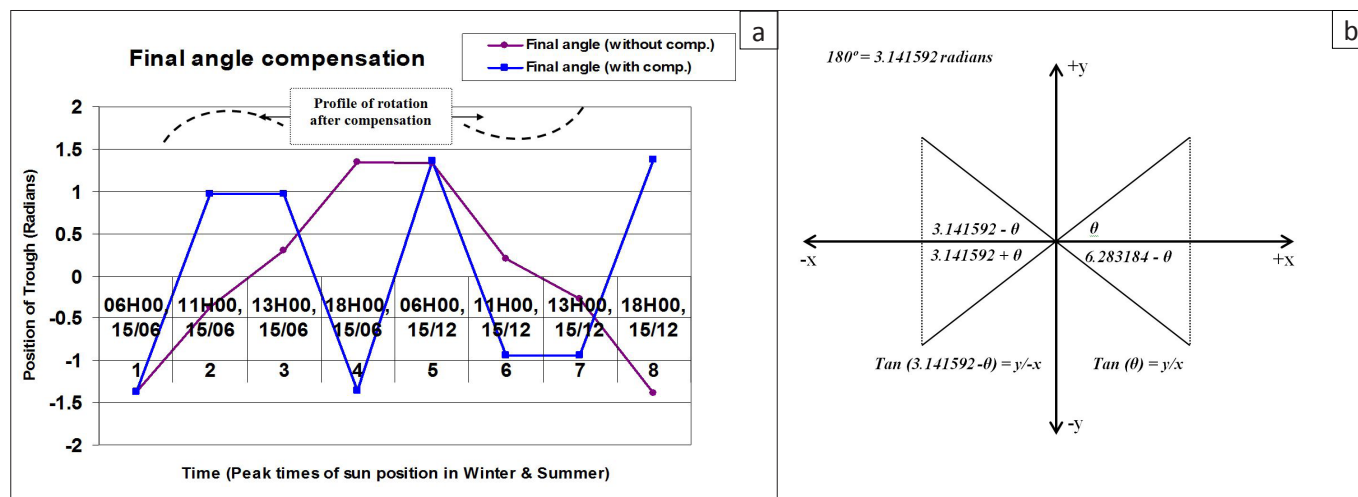 a
Final angle compensation
Final angle (without comp.)
Final angle (with comp.)
Profile of rotation
after compensation
2
1.5
1
0.5
0
-0.5
-1
-1.5
-2
Position of Trough (Radians)
06H00, 11H00, 13H00, 18H00, 06H00, 11H00, 13H00, 18H00,
15/06 15/06 15/06 15/06 15/12 15/12 15/12 15/12
1 2 3 4 5 6 7 8
Time (Peak times of sun position in Winter & Summer)
b
180º = 3.141592 radians
+y
3.141592 - θ θ
-x +x
3.141592 + θ 6.283184 - θ
Tan (3.141592 -θ) = y/-x Tan (θ) = y/x
-y